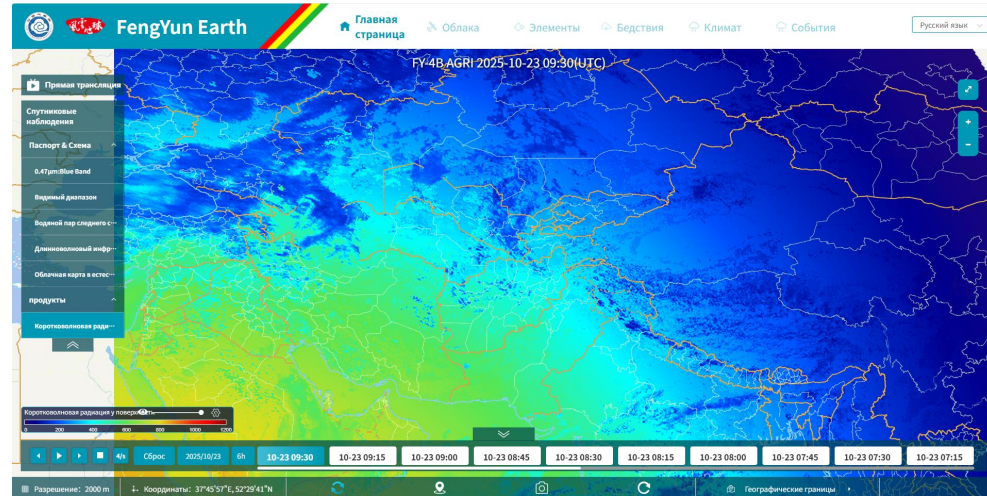 FengYun Earth
Главная
страница
Облака
Элементы
Бедствия
Климат
События
Русский язык
FY-4B AGRI 2025-10-23 09:30(UTC)
Прямая трансляция
Спутниковые
наблюдения
Паспорт & Схема
0.47μm:Blue Band
Видимый диапазон
Водяной пар следнего с···
Длинноволновый инфр···
Облачная карта в естес···
продукты
Коротковолновая ради···
Коротковолновая радиация у поверхность
0 200 400 600 800 1000 1200
4/s Сброс 2025/10/23 6h 10-23 09:30 10-23 09:15 10-23 09:00 10-23 08:45 10-23 08:30 10-23 08:15 10-23 08:00 10-23 07:45 10-23 07:30 10-23 07:15
Разрешение: 2000 m Координаты: 37°45'57"E, 52°29'41"N Географические границы